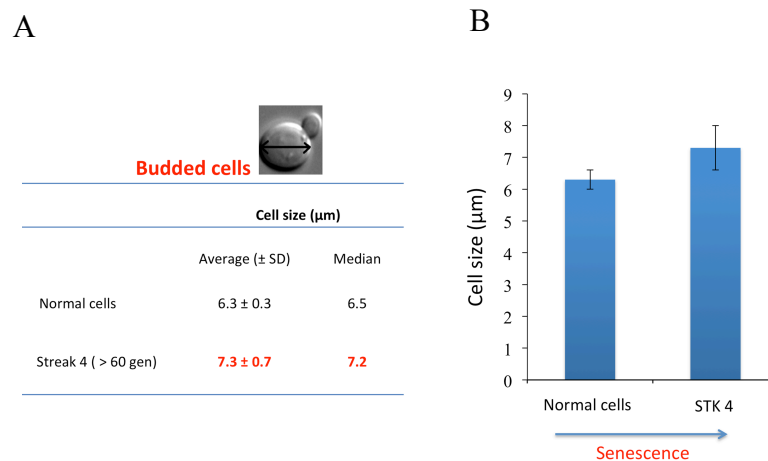 A
Budded cells
Cell size (μm)
Average (± SD) Median
Normal cells 6.3 ± 0.3 6.5
Streak 4 ( > 60 gen) 7.3 ± 0.7 7.2
B
Cell size (μm)
9
8
7
6
5
4
3
2
1
0
Normal cells STK 4
Senescence